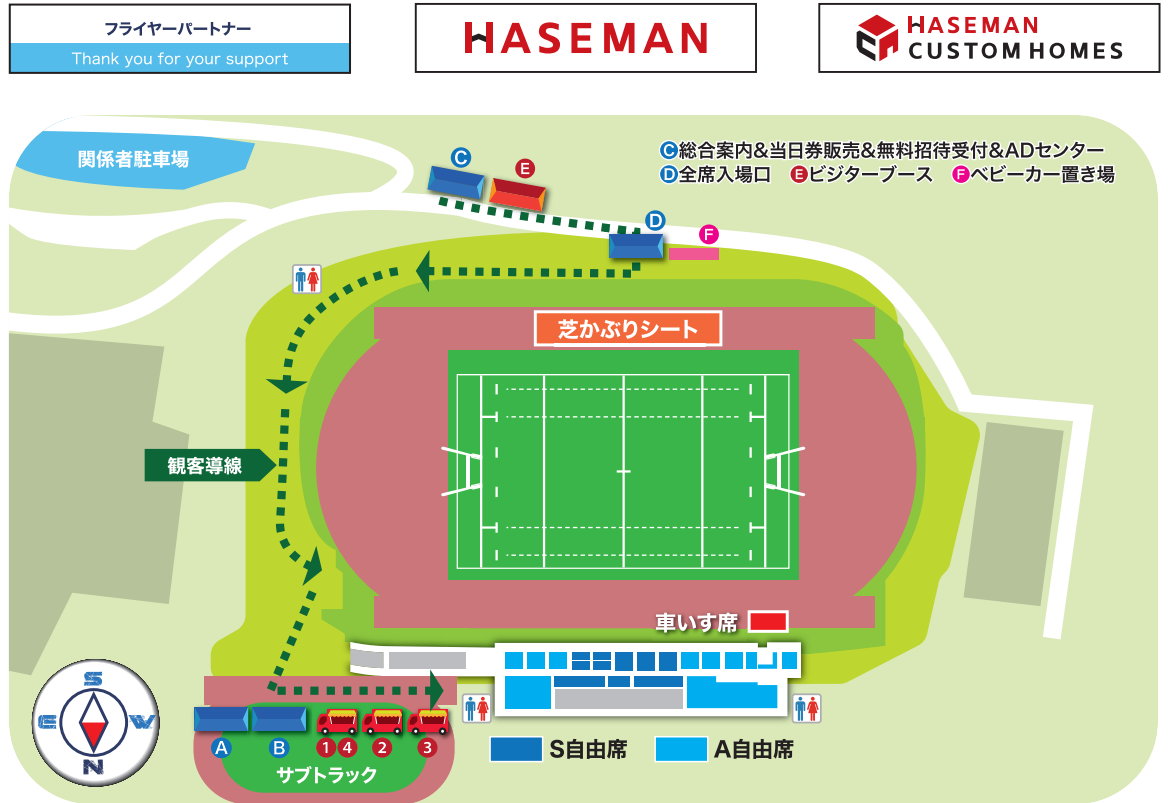 フライヤーパートナー
Thank you for your support
HASEMAN
HASEMAN
CUSTOM HOMES
関係者駐車場
C
E
C総合案内&当日券販売&無料招待受付&ADセンター
D全席入場口 Eビジターブース Fベビーカー置き場
D
F
芝かぶりシート
観客導線
車いす席
S
E W
N
A
B
1 4
2
3
サブトラック
S自由席
A自由席